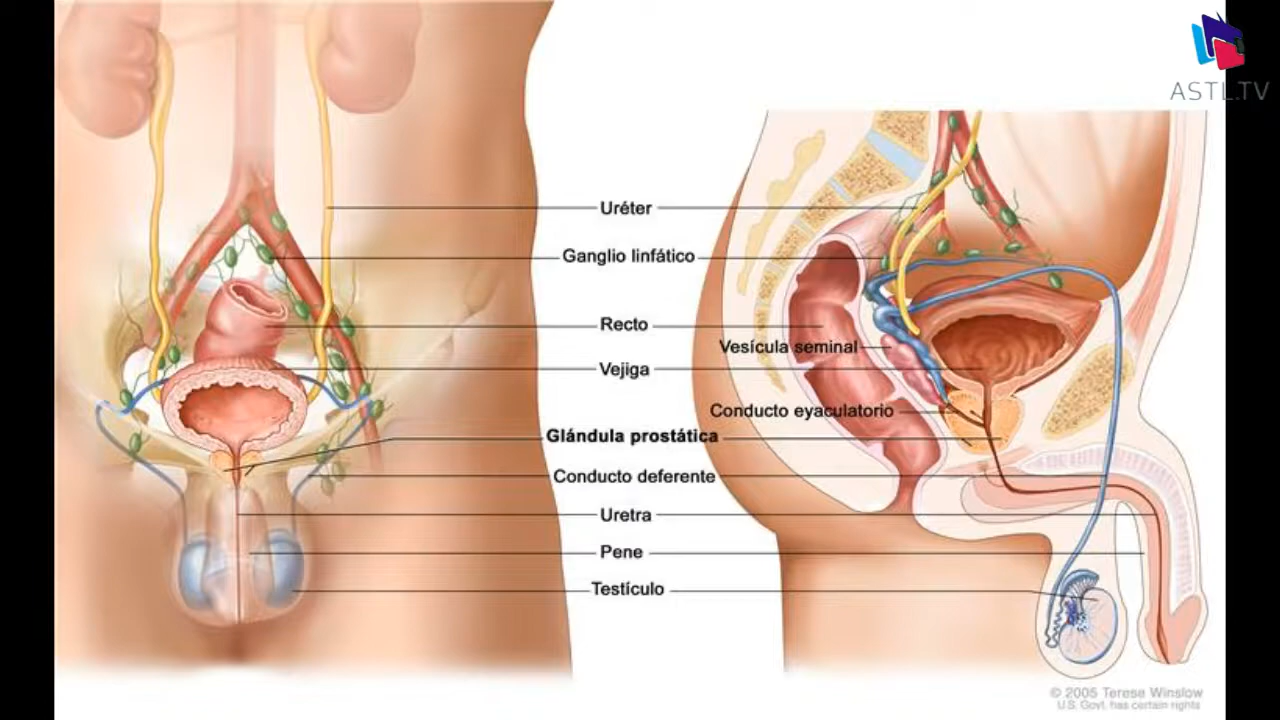 ASTL.TV
Uréter
Ganglio linfático
Recto
Vesícula seminal
Vejiga
Conducto eyaculatorio
Glándula prostática
Conducto deferente
Uretra
Pene
Testículo
© 2005 Terese Winslow
U.S. Govt. has certain rights